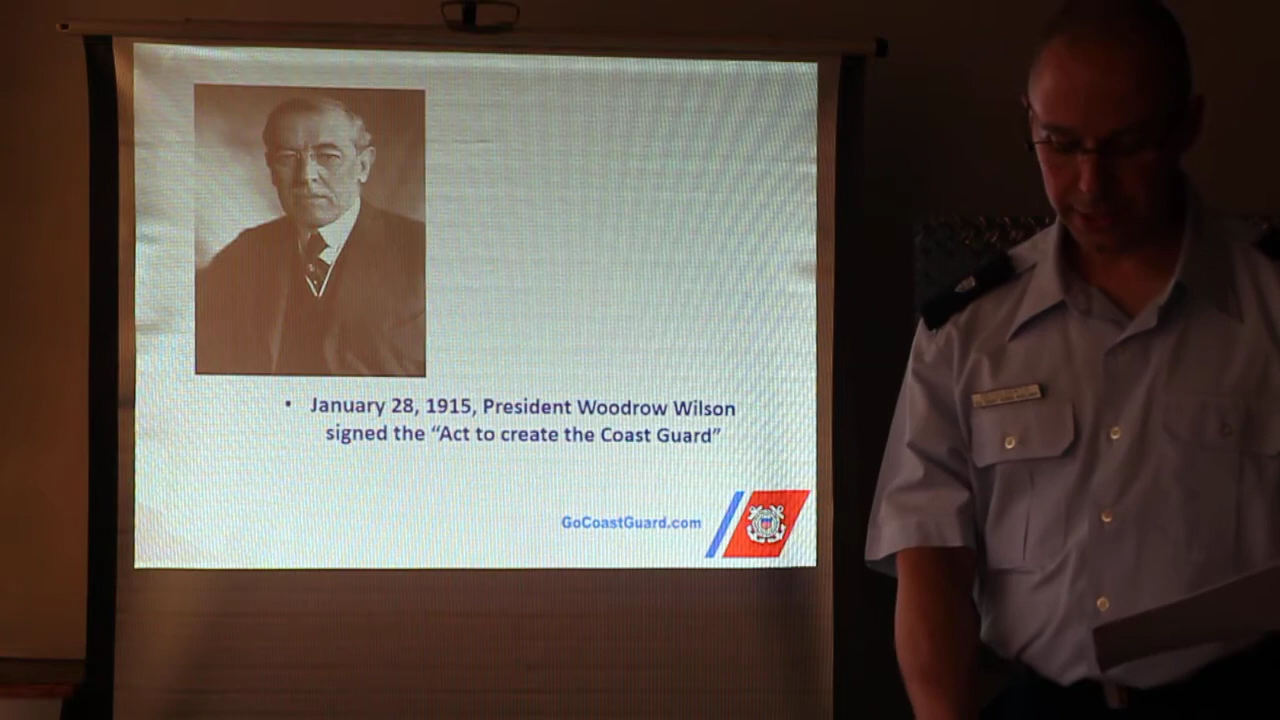 • January 28, 1915, President Woodrow Wilson
signed the “Act to create the Coast Guard”
GoCoastGuard.com